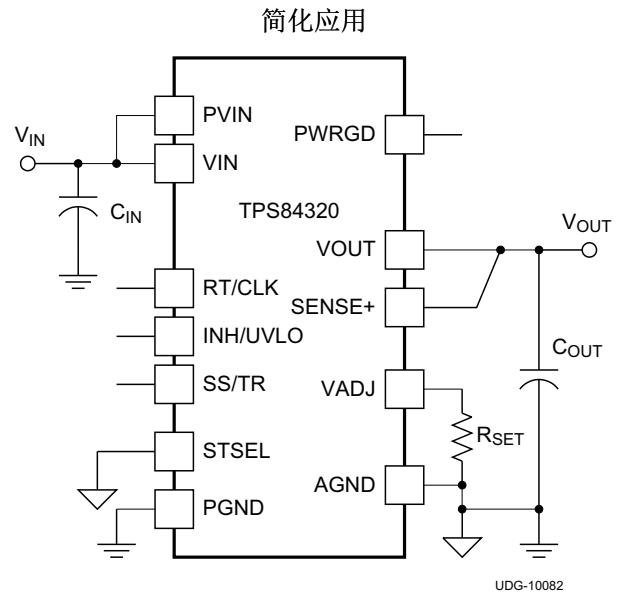 简化应用
PVIN
PWRGD
VIN
VIN
CIN
TPS84320
VOUT
VOUT
RT/CLK
SENSE+
INH/UVLO
COUT
SS/TR
VADJ
RSET
STSEL
AGND
PGND
UDG-10082